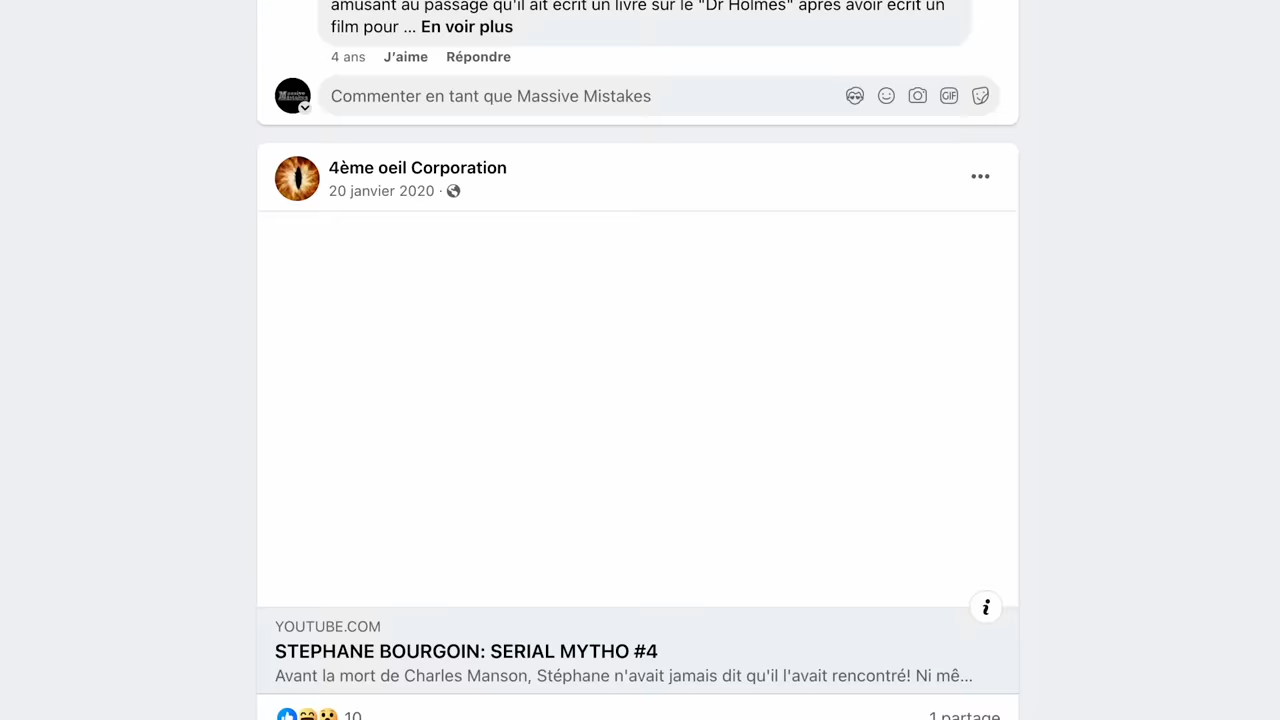 amusant au passage qu'il ait écrit un livre sur le "Dr Holmes" après avoir écrit un
film pour ... En voir plus
4 ans J'aime Répondre
Commenter en tant que Massive Mistakes
GIF
4ème oeil Corporation
20 janvier 2020 ·
YOUTUBE.COM
STEPHANE BOURGOIN: SERIAL MYTHO #4
Avant la mort de Charles Manson, Stéphane n'avait jamais dit qu'il l'avait rencontré! Ni mê...
10
1 partage